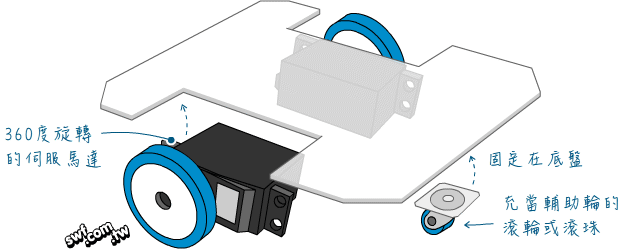 360度旋轉
的伺服馬達
固定在底盤
充當輔助輪的
滾輪或滾珠
swf.com
.tw